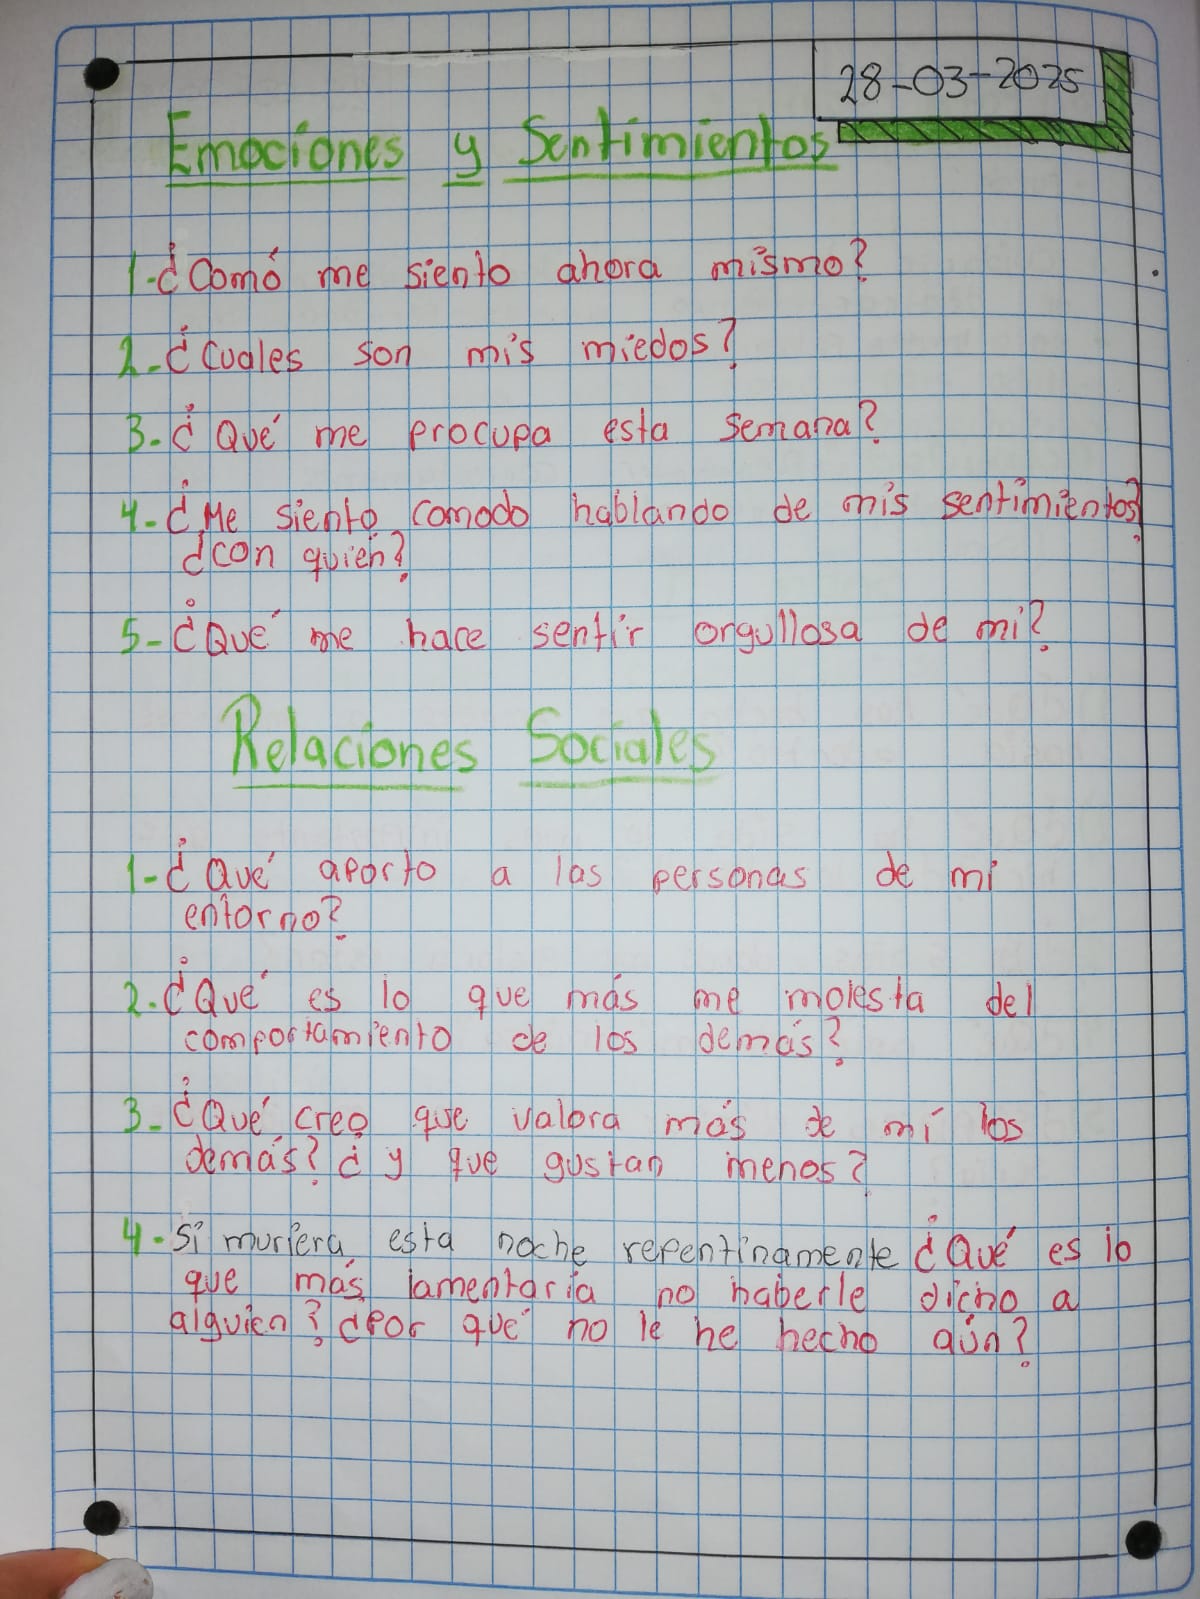 28-03-2025
Emociones y Sentimientos
1-¿Comó me siento ahora mismo?
2-¿Cuales son mis miedos?
3-¿Qué me procupa esta semana?
4-¿Me siento comodo hablando de mis sentimientos?
¿con quien?
5-¿Qué me hace sentir orgullosa de mi?
Relaciones Sociales
1-¿Qué aporto a las personas de mi
entorno?
2-¿Qué es lo que más me molesta del
comportamiento de los demás?
3-¿Qué creo que valora más de mí los
demás? ¿y que gustan menos?
4-Si muriera esta noche repentinamente ¿Qué es lo
que más lamentaría no haberle dicho a
alguien? ¿Por qué no le he hecho aún?